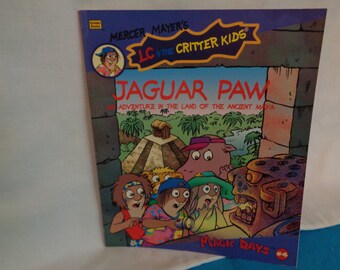 MERCER MAYER'S
LC & THE CRITTER KIDS
JAGUAR PAW
AN ADVENTURE IN THE LAND OF THE ANCIENT MAYA
MAGIC DAYS